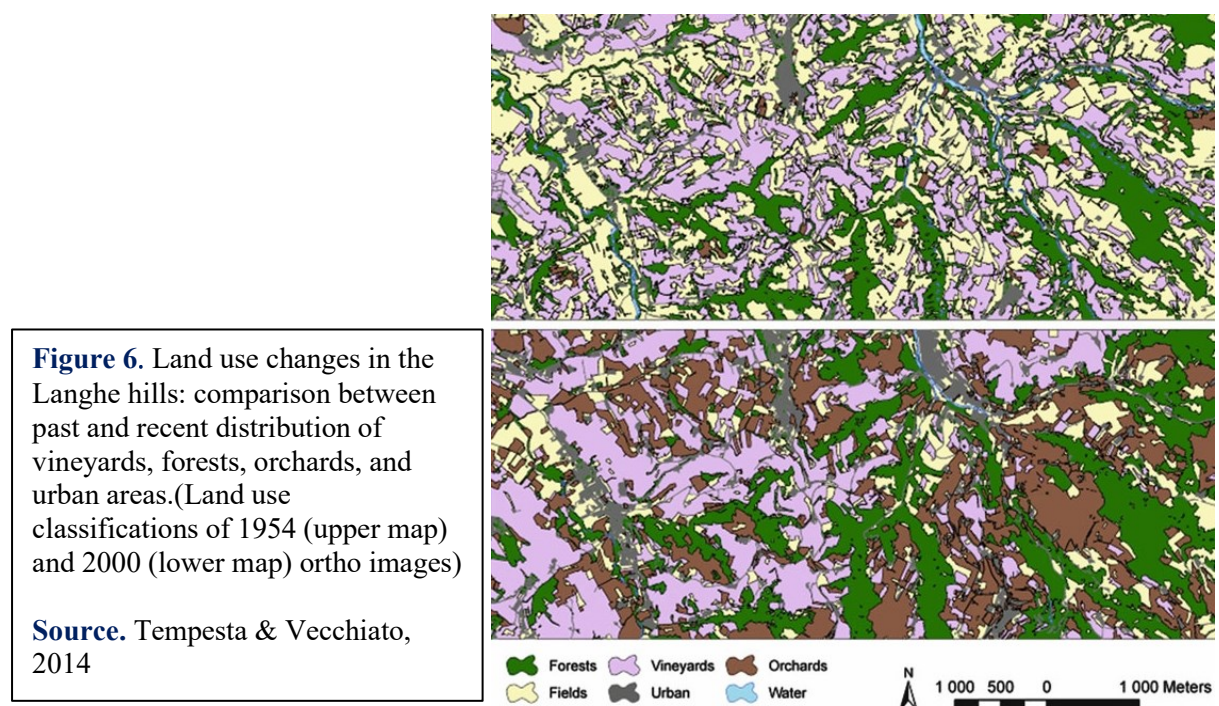 Figure 6. Land use changes in the
Langhe hills: comparison between
past and recent distribution of
vineyards, forests, orchards, and
urban areas.(Land use
classifications of 1954 (upper map)
and 2000 (lower map) ortho images)
Source. Tempesta & Vecchiato,
2014
Forests Vineyards Orchards
Fields Urban Water
N
1 000 500 0 1 000 Meters